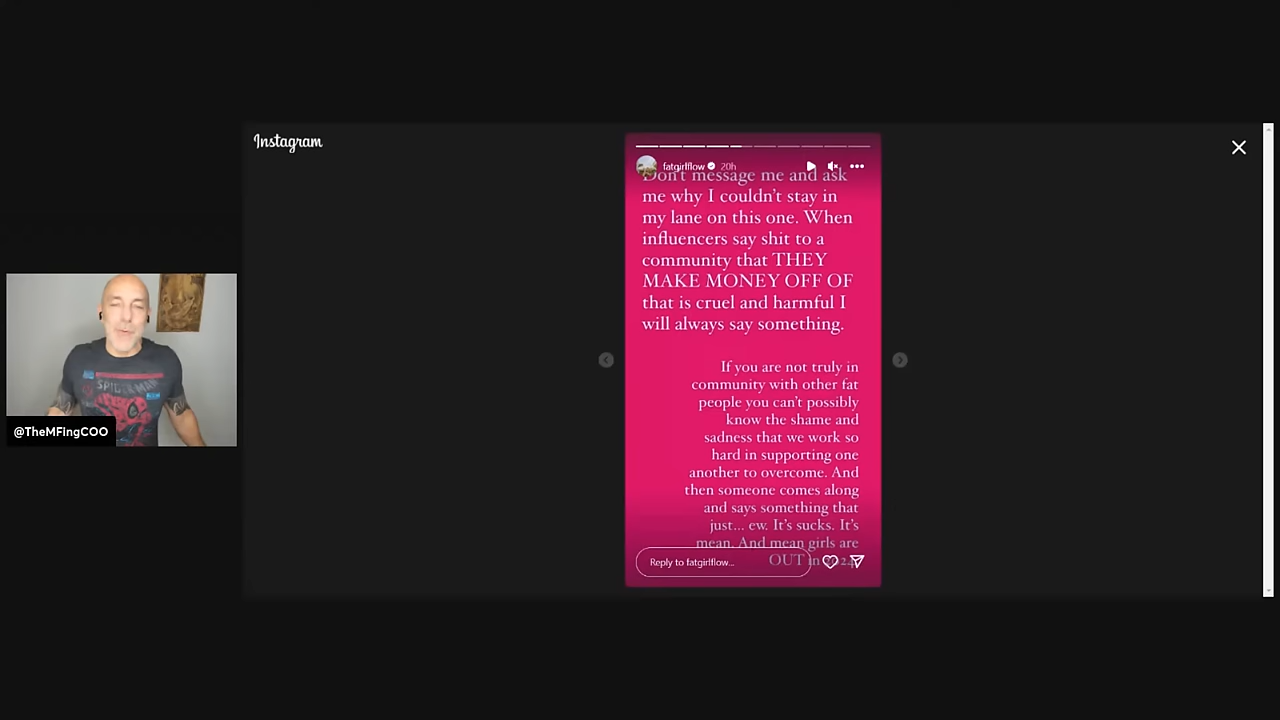 Instagram
fatgirlflow 20h
Don't message me and ask
me why I couldn't stay in
my lane on this one. When
influencers say shit to a
community that THEY
MAKE MONEY OFF OF
that is cruel and harmful I
will always say something.
If you are not truly in
community with other fat
people you can't possibly
know the shame and
sadness that we work so
hard in supporting one
another to overcome. And
then someone comes along
and says something that
just... ew. It's sucks. It's
mean. And mean girls are
OUT in 2024
Reply to fatgirlflow...
SPIDER-MAN
@TheMFingCOO